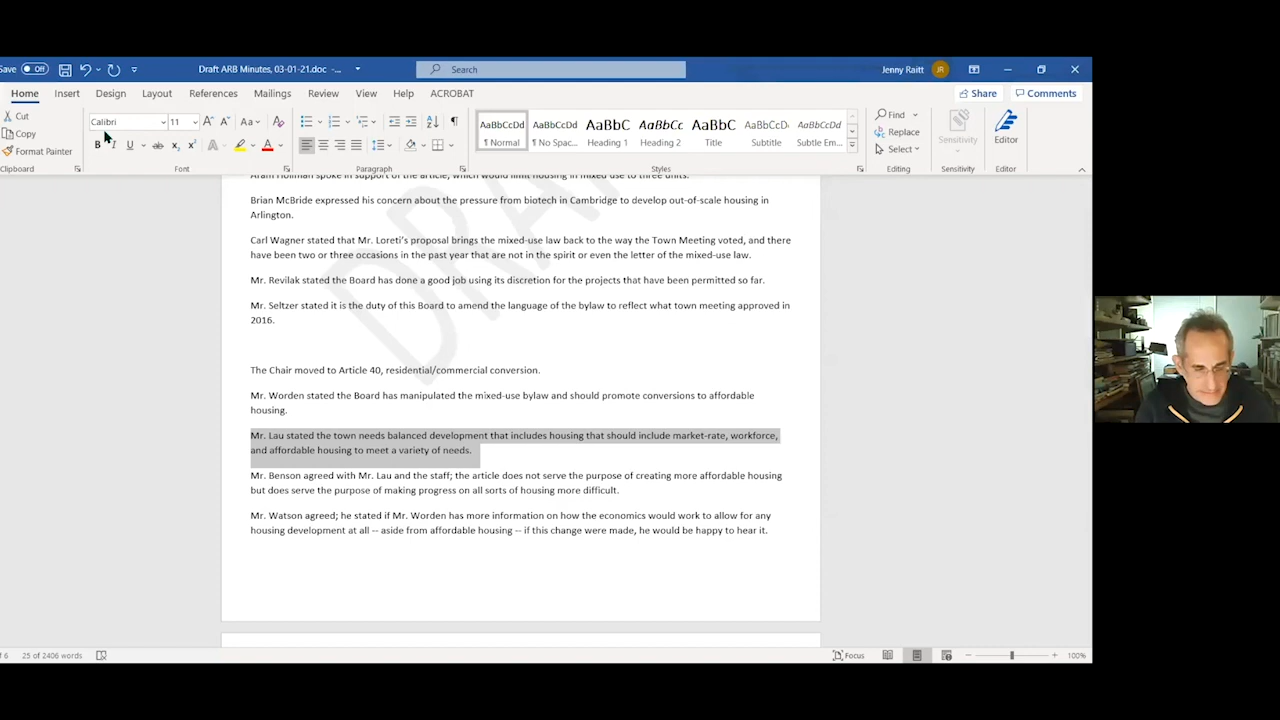 Save Off Draft ARB Minutes, 03-01-21.doc -... Search Jenny Raitt JR
Home Insert Design Layout References Mailings Review View Help ACROBAT Share Comments
Cut
Copy
Format Painter
Clipboard
Calibri 11
Font
Paragraph
AaBbCcDd AaBbCcDd AaBbC AaBbCc AaBbC AaBbCcD AaBbCcDd
¶ Normal ¶ No Spac... Heading 1 Heading 2 Title Subtitle Subtle Em...
Styles
Find
Replace
Select
Editing
Sensitivity
Sensitivity
Editor
Editor
DRAFT
Aram Hollman spoke in support of the article, which would limit housing in mixed use to three units.
Brian McBride expressed his concern about the pressure from biotech in Cambridge to develop out-of-scale housing in
Arlington.
Carl Wagner stated that Mr. Loreti's proposal brings the mixed-use law back to the way the Town Meeting voted, and there
have been two or three occasions in the past year that are not in the spirit or even the letter of the mixed-use law.
Mr. Revilak stated the Board has done a good job using its discretion for the projects that have been permitted so far.
Mr. Seltzer stated it is the duty of this Board to amend the language of the bylaw to reflect what town meeting approved in
2016.
The Chair moved to Article 40, residential/commercial conversion.
Mr. Worden stated the Board has manipulated the mixed-use bylaw and should promote conversions to affordable
housing.
Mr. Lau stated the town needs balanced development that includes housing that should include market-rate, workforce,
and affordable housing to meet a variety of needs.
Mr. Benson agreed with Mr. Lau and the staff; the article does not serve the purpose of creating more affordable housing
but does serve the purpose of making progress on all sorts of housing more difficult.
Mr. Watson agreed; he stated if Mr. Worden has more information on how the economics would work to allow for any
housing development at all -- aside from affordable housing -- if this change were made, he would be happy to hear it.
f 6 25 of 2406 words Focus 100%